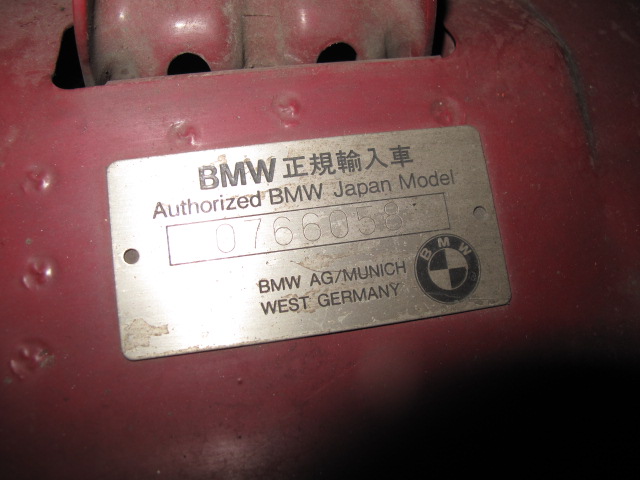 BMW 正規輸入車
Authorized BMW Japan Model
0766058
BMW AG/MUNICH
WEST GERMANY
BMW